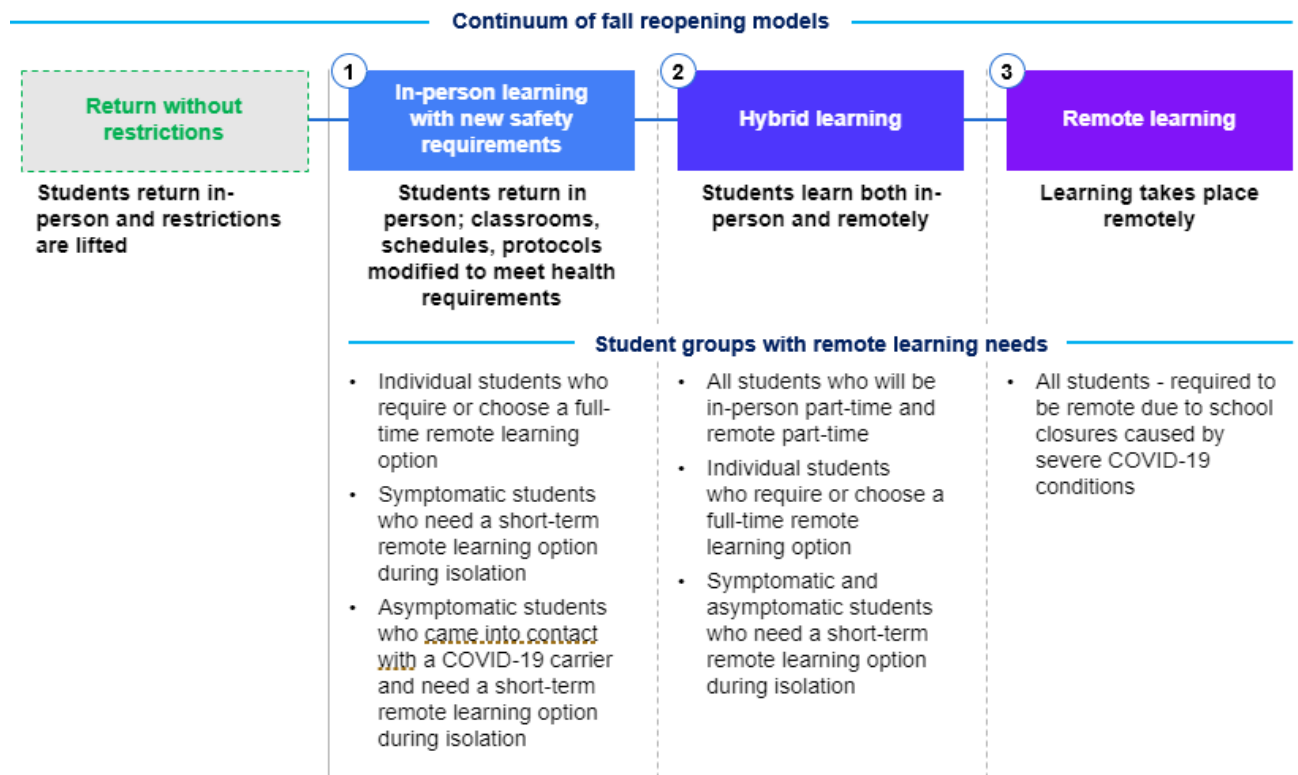 Continuum of fall reopening models
Return without
restrictions
Students return in-
person and restrictions
are lifted
1
In-person learning
with new safety
requirements
Students return in
person; classrooms,
schedules, protocols
modified to meet health
requirements
2
Hybrid learning
Students learn both in-
person and remotely
3
Remote learning
Learning takes place
remotely
Student groups with remote learning needs
• Individual students who
require or choose a full-
time remote learning
option
• Symptomatic students
who need a short-term
remote learning option
during isolation
• Asymptomatic students
who came into contact
with a COVID-19 carrier
and need a short-term
remote learning option
during isolation
• All students who will be
in-person part-time and
remote part-time
• Individual students
who require or choose a
full-time remote
learning option
• Symptomatic and
asymptomatic students
who need a short-term
remote learning option
during isolation
• All students - required to
be remote due to school
closures caused by
severe COVID-19
conditions